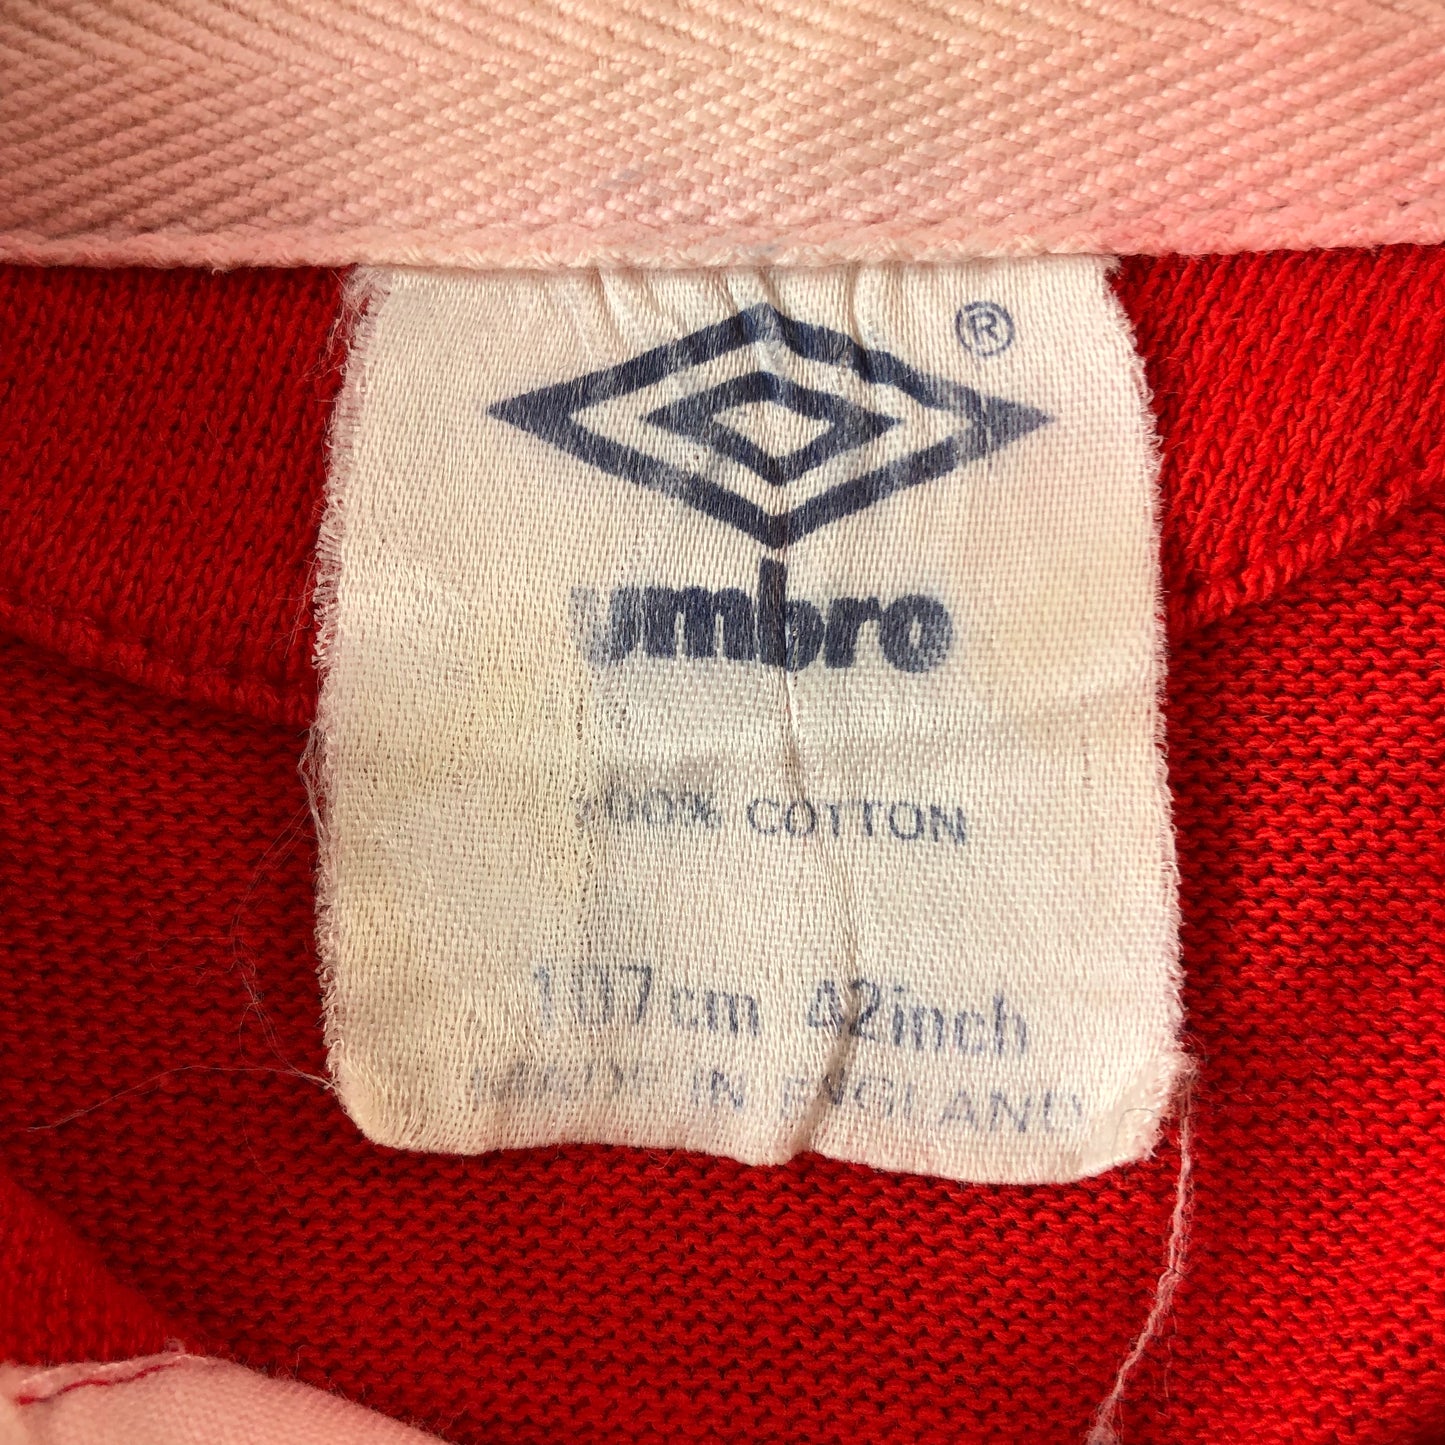 ®
umbro
100% COTTON
107cm 42inch
MADE IN ENGLAND